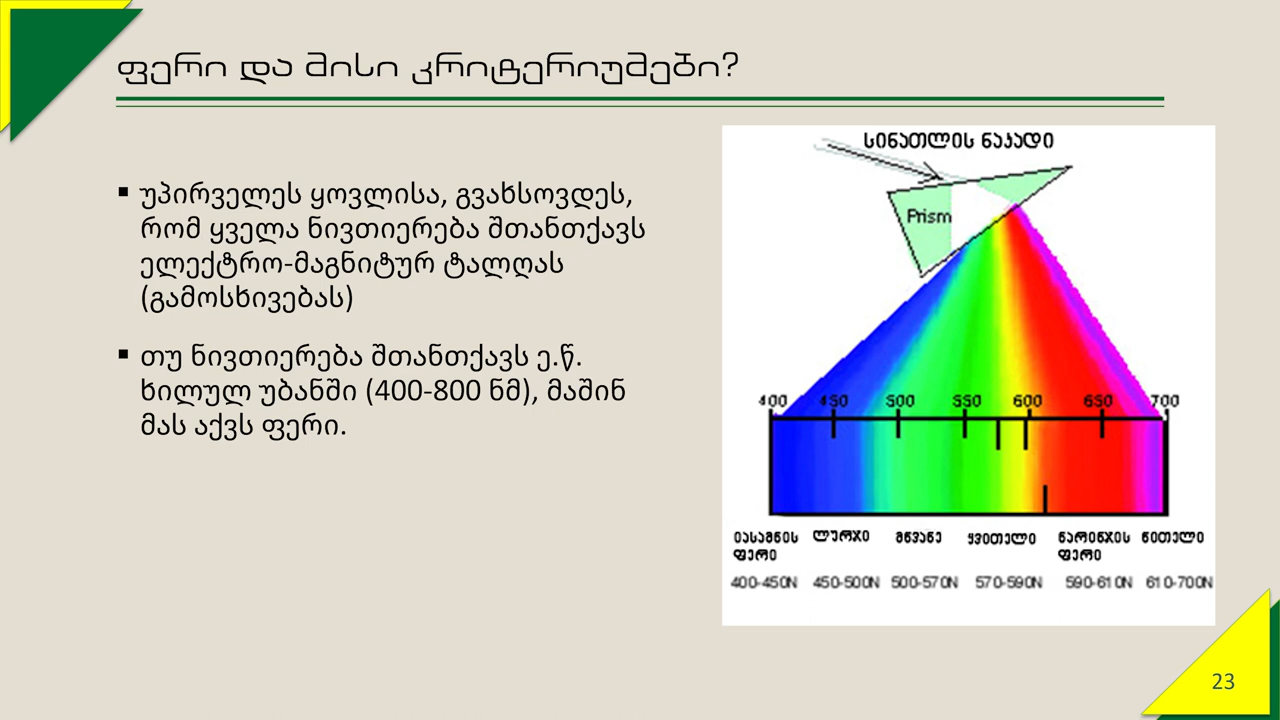 ფერი და მისი კრიტერიუმები?
▪ უპირველეს ყოვლისა, გვახსოვდეს,
რომ ყველა ნივთიერება შთანთქავს
ელექტრო-მაგნიტურ ტალღას
(გამოსხივებას)
▪ თუ ნივთიერება შთანთქავს ე.წ.
ხილულ უბანში (400-800 ნმ), მაშინ
მას აქვს ფერი.
სინათლის ნაკადი
Prism
400 450 500 550 600 650 700
იასამნის ლურჯი მწვანე ყვითელი ნარინჯის წითელი
ფერი ფერი
400-450N 450-500N 500-570N 570-590N 590-610N 610-700N
23